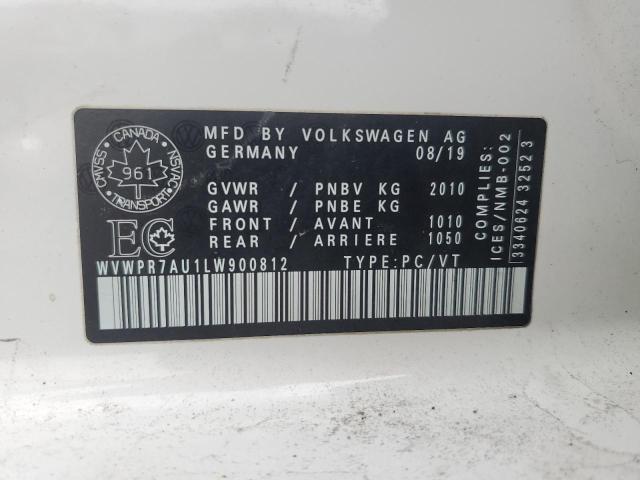 MFD BY VOLKSWAGEN AG
GERMANY 08/19
GVWR / PNBV KG 2010
GAWR / PNBE KG
FRONT / AVANT 1010
REAR / ARRIERE 1050
WVWPR7AU1LW900812 TYPE:PC/VT
CANADA
CMVSS
NSVAC
961
TRANSPORT
EC
COMPLIES:
ICES/NMB-002
3340624 32523